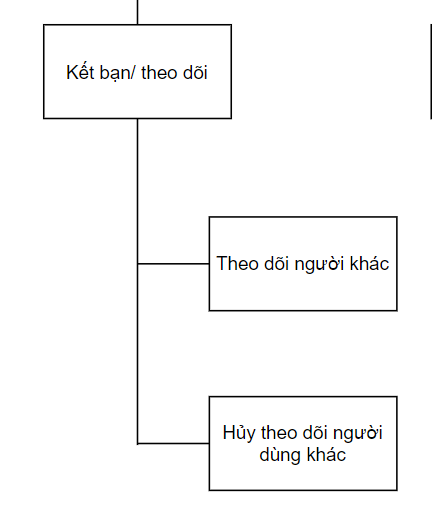 Kết bạn/ theo dõi
Theo dõi người khác
Hủy theo dõi người
dùng khác